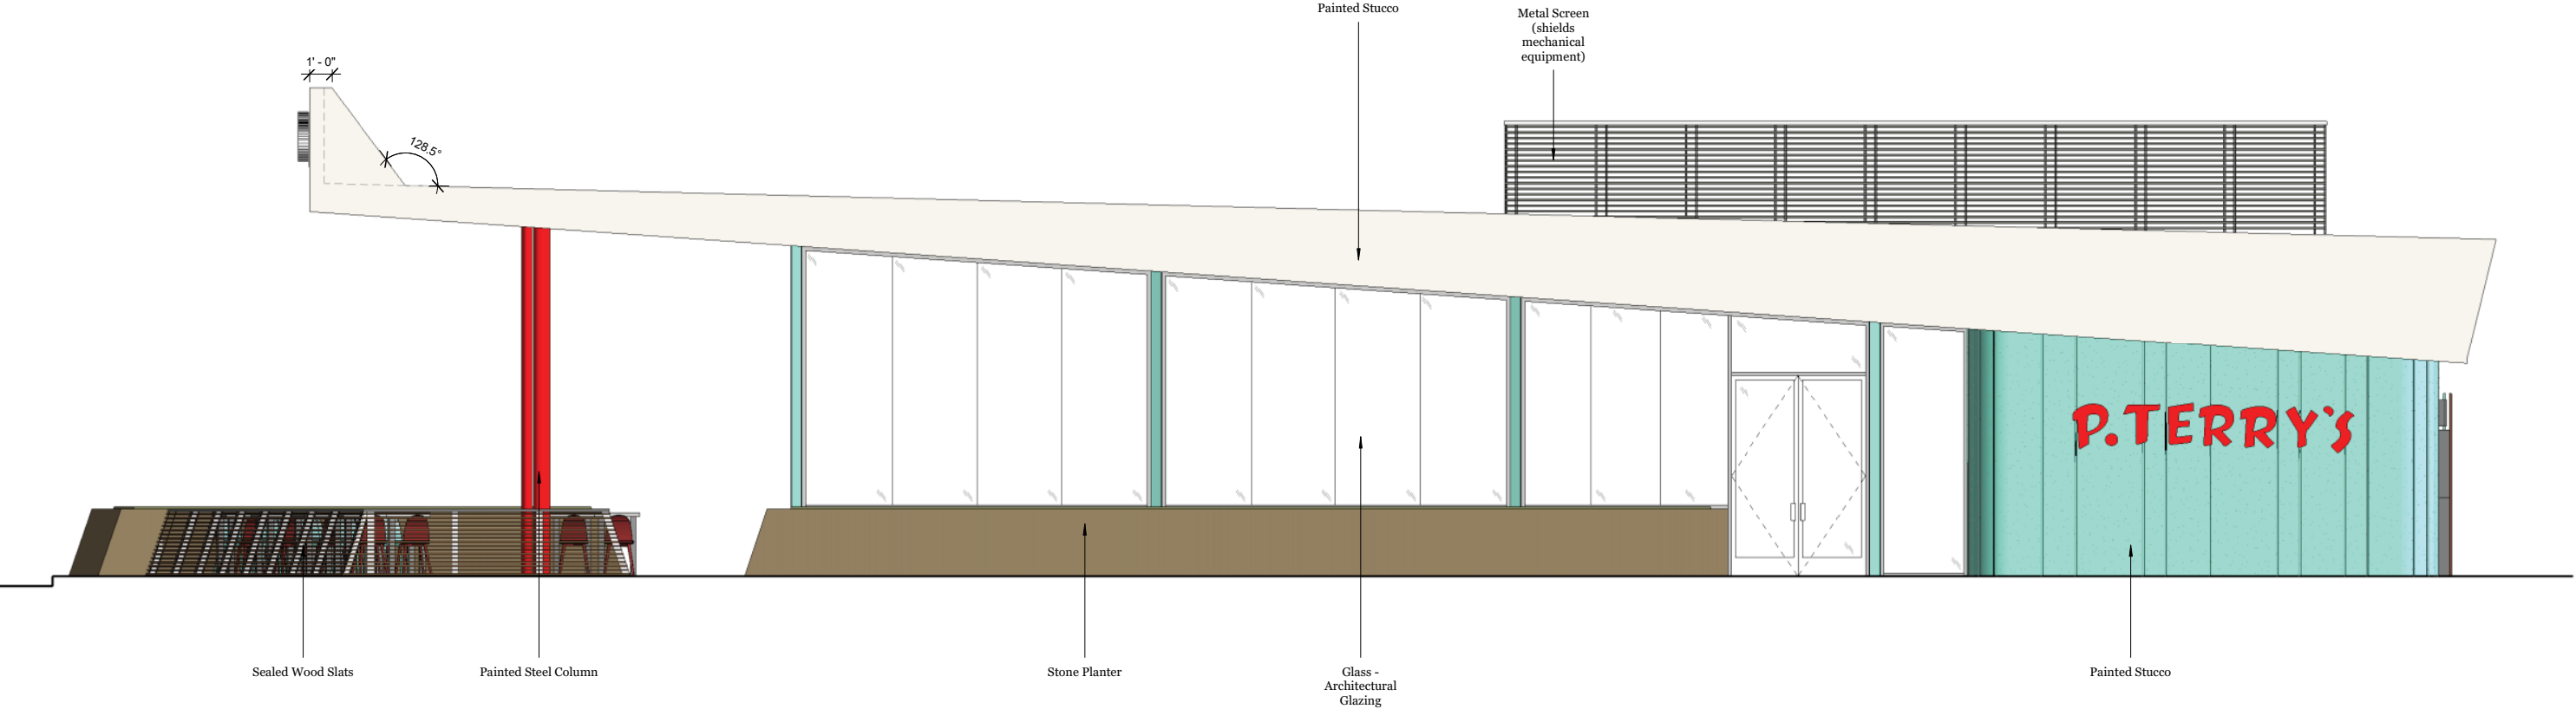 Painted Stucco
Metal Screen
(shields
mechanical
equipment)
1' - 0"
128.5°
P.TERRY'S
Sealed Wood Slats
Painted Steel Column
Stone Planter
Glass -
Architectural
Glazing
Painted Stucco